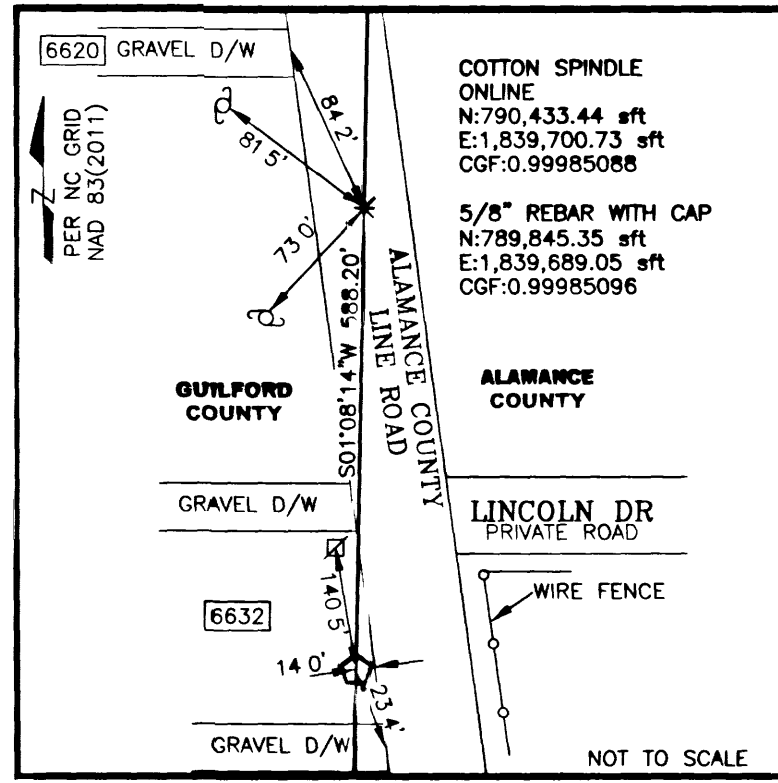 6620 GRAVEL D/W
84 2'
81 5'
73 0'
Z
PER NC GRID
NAD 83(2011)
COTTON SPINDLE
ONLINE
N:790,433.44 sft
E:1,839,700.73 sft
CGF:0.99985088
5/8" REBAR WITH CAP
N:789,845.35 sft
E:1,839,689.05 sft
CGF:0.99985096
S01°08'14"W 588.20'
ALAMANCE COUNTY
LINE ROAD
GUILFORD
COUNTY
ALAMANCE
COUNTY
GRAVEL D/W
LINCOLN DR
PRIVATE ROAD
140 5'
WIRE FENCE
6632
14 0'
23 4'
GRAVEL D/W
NOT TO SCALE